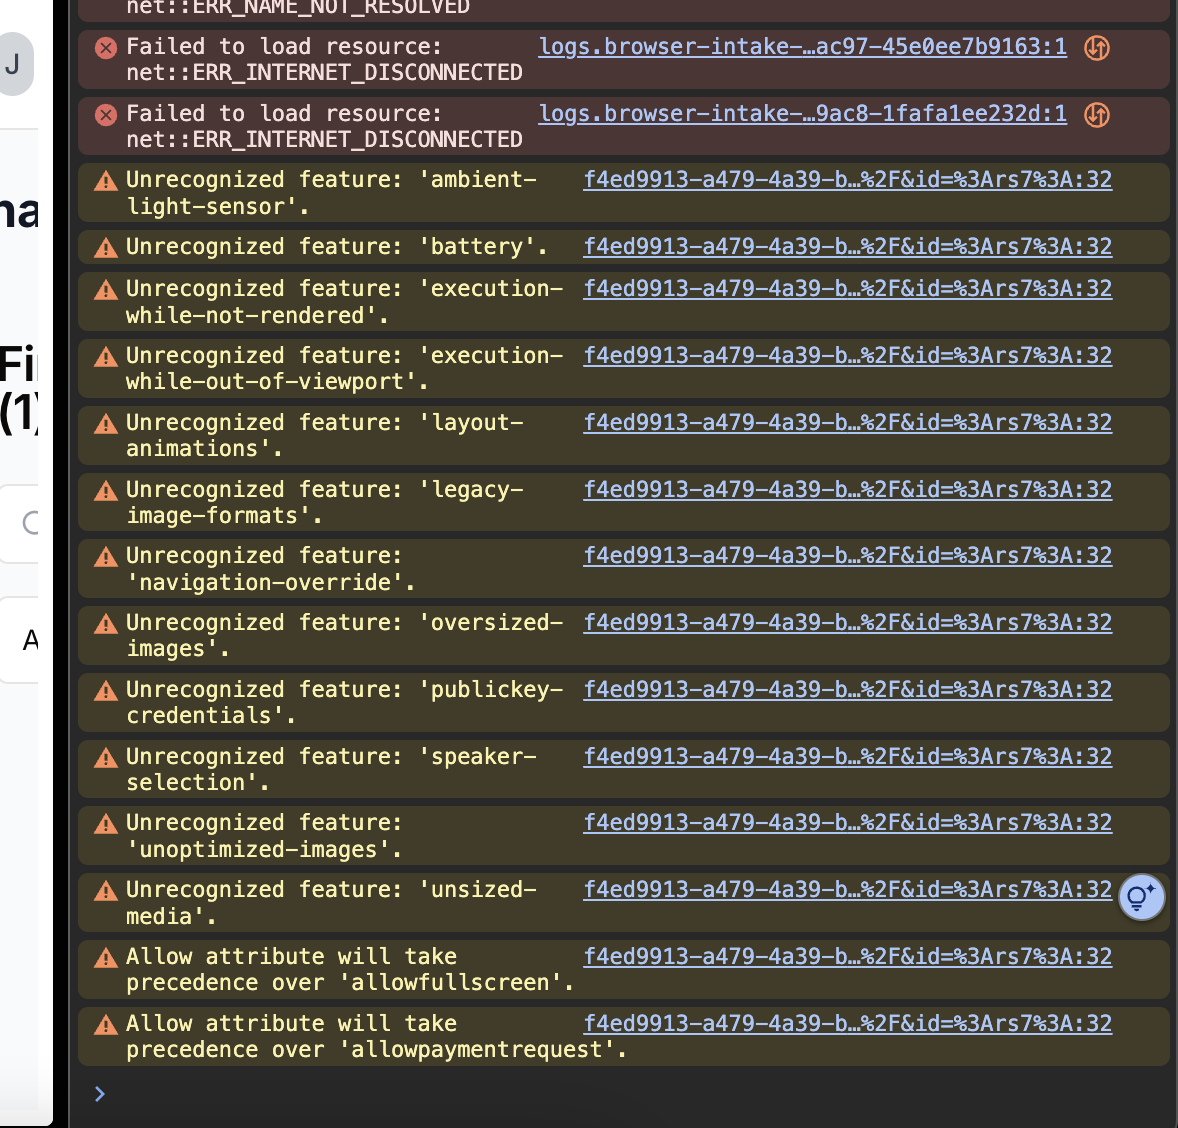 net::ERR_NAME_NOT_RESOLVED
Failed to load resource: logs.browser-intake-…ac97-45e0ee7b9163:1
net::ERR_INTERNET_DISCONNECTED
Failed to load resource: logs.browser-intake-…9ac8-1fafa1ee232d:1
net::ERR_INTERNET_DISCONNECTED
Unrecognized feature: 'ambient- f4ed9913-a479-4a39-b…%2F&id=%3Ars7%3A:32
light-sensor'.
Unrecognized feature: 'battery'. f4ed9913-a479-4a39-b…%2F&id=%3Ars7%3A:32
Unrecognized feature: 'execution- f4ed9913-a479-4a39-b…%2F&id=%3Ars7%3A:32
while-not-rendered'.
Unrecognized feature: 'execution- f4ed9913-a479-4a39-b…%2F&id=%3Ars7%3A:32
while-out-of-viewport'.
Unrecognized feature: 'layout- f4ed9913-a479-4a39-b…%2F&id=%3Ars7%3A:32
animations'.
Unrecognized feature: 'legacy- f4ed9913-a479-4a39-b…%2F&id=%3Ars7%3A:32
image-formats'.
Unrecognized feature: f4ed9913-a479-4a39-b…%2F&id=%3Ars7%3A:32
'navigation-override'.
Unrecognized feature: 'oversized- f4ed9913-a479-4a39-b…%2F&id=%3Ars7%3A:32
images'.
Unrecognized feature: 'publickey- f4ed9913-a479-4a39-b…%2F&id=%3Ars7%3A:32
credentials'.
Unrecognized feature: 'speaker- f4ed9913-a479-4a39-b…%2F&id=%3Ars7%3A:32
selection'.
Unrecognized feature: f4ed9913-a479-4a39-b…%2F&id=%3Ars7%3A:32
'unoptimized-images'.
Unrecognized feature: 'unsized- f4ed9913-a479-4a39-b…%2F&id=%3Ars7%3A:32
media'.
Allow attribute will take f4ed9913-a479-4a39-b…%2F&id=%3Ars7%3A:32
precedence over 'allowfullscreen'.
Allow attribute will take f4ed9913-a479-4a39-b…%2F&id=%3Ars7%3A:32
precedence over 'allowpaymentrequest'.
J
(1)
A